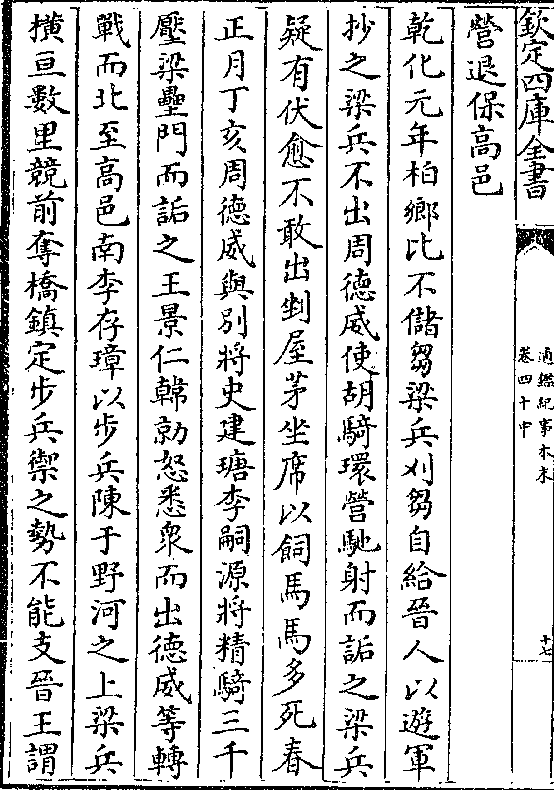 欽定四庫全書
通鑑紀事本末
卷四十中
十七
營退保高邑
乾化元年柏鄉比不儲芻梁兵刈芻自給晉人以遊軍
抄之梁兵不出周德威使胡騎環營馳射而詬之梁兵
疑有伏愈不敢出剉屋茅坐席以飼馬馬多死春
正月丁亥周德威與別將史建瑭李嗣源將精騎三千
壓梁壘門而詬之王景仁韓勍怒悉衆而出德威等轉
戰而北至高邑南李存璋以步兵陳于野河之上梁兵
橫亘數里競前奪橋鎮定步兵禦之勢不能支晉王謂